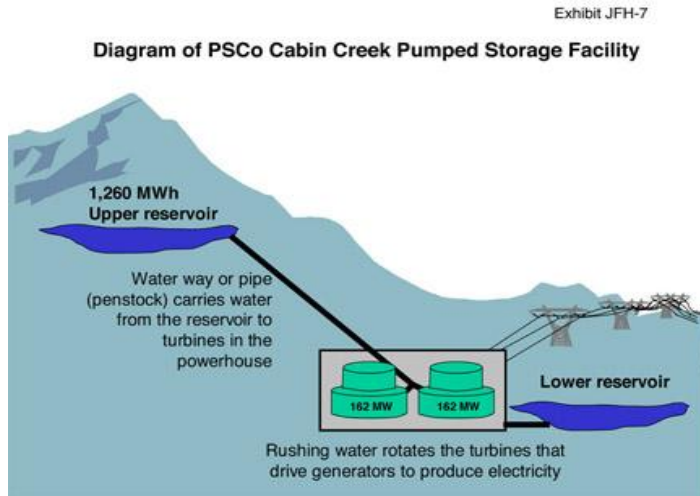 Exhibit JFH-7
Diagram of PSCo Cabin Creek Pumped Storage Facility
1,260 MWh
Upper reservoir
Water way or pipe
(penstock) carries water
from the reservoir to
turbines in the
powerhouse
162 MW
162 MW
Lower reservoir
Rushing water rotates the turbines that
drive generators to produce electricity